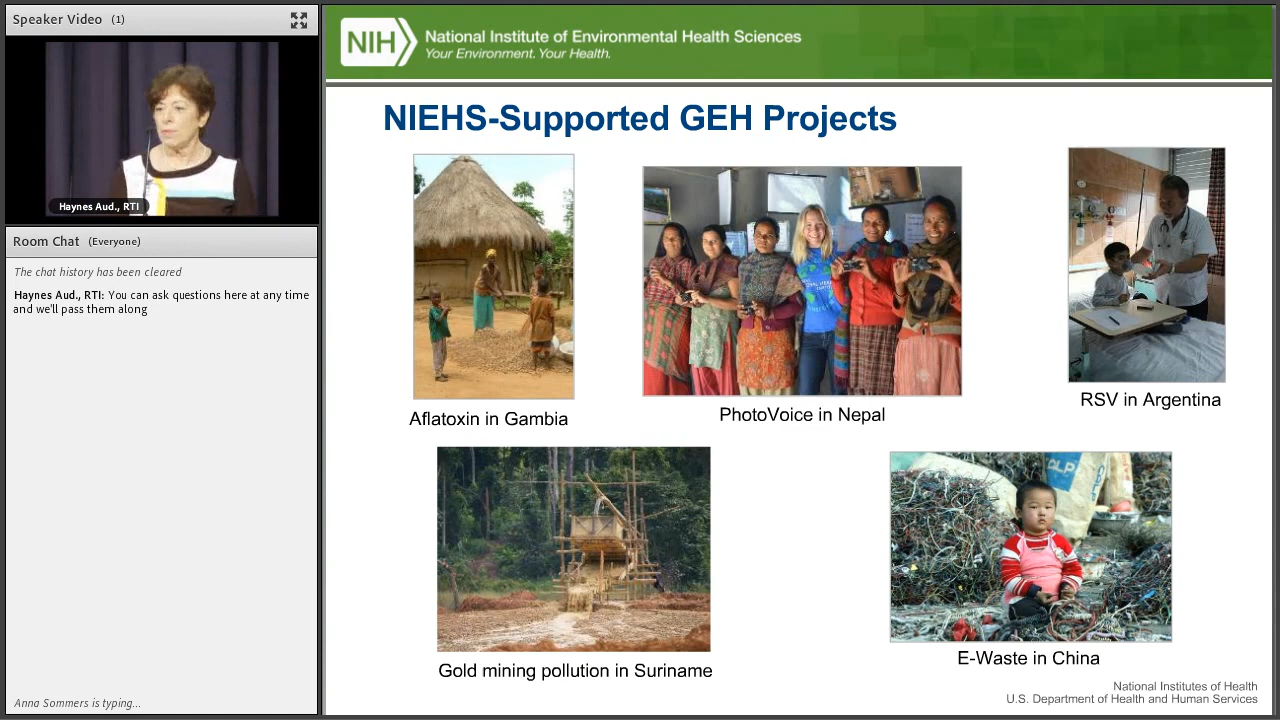 Speaker Video (1)
Haynes Aud., RTI
Room Chat (Everyone)
The chat history has been cleared
Haynes Aud., RTI: You can ask questions here at any time
and we'll pass them along
Anna Sommers is typing...
NIH
National Institute of Environmental Health Sciences
Your Environment. Your Health.
NIEHS-Supported GEH Projects
Aflatoxin in Gambia
PhotoVoice in Nepal
RSV in Argentina
Gold mining pollution in Suriname
E-Waste in China
National Institutes of Health
U.S. Department of Health and Human Services